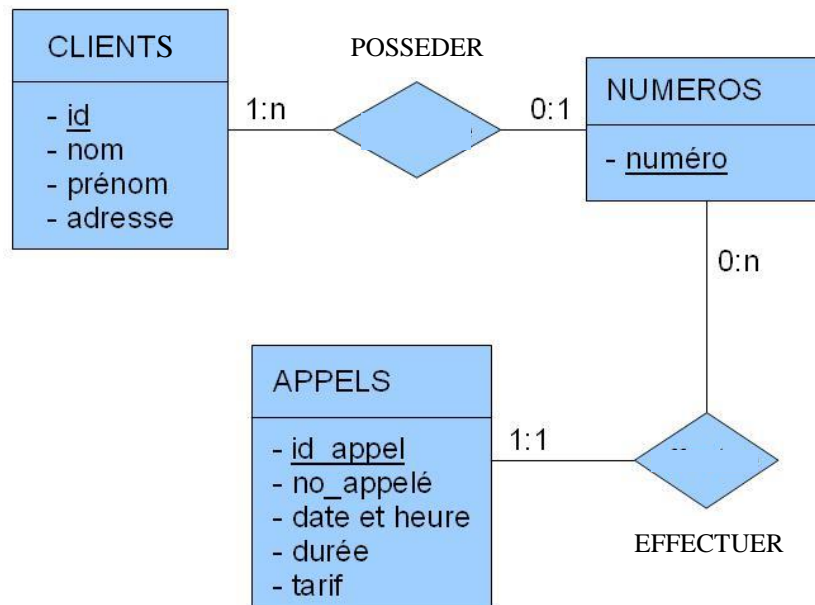 CLIENTS
- id
- nom
- prénom
- adresse
POSSEDER
1:n
0:1
NUMEROS
- numéro
0:n
APPELS
- id_appel
- no_appelé
- date et heure
- durée
- tarif
1:1
EFFECTUER